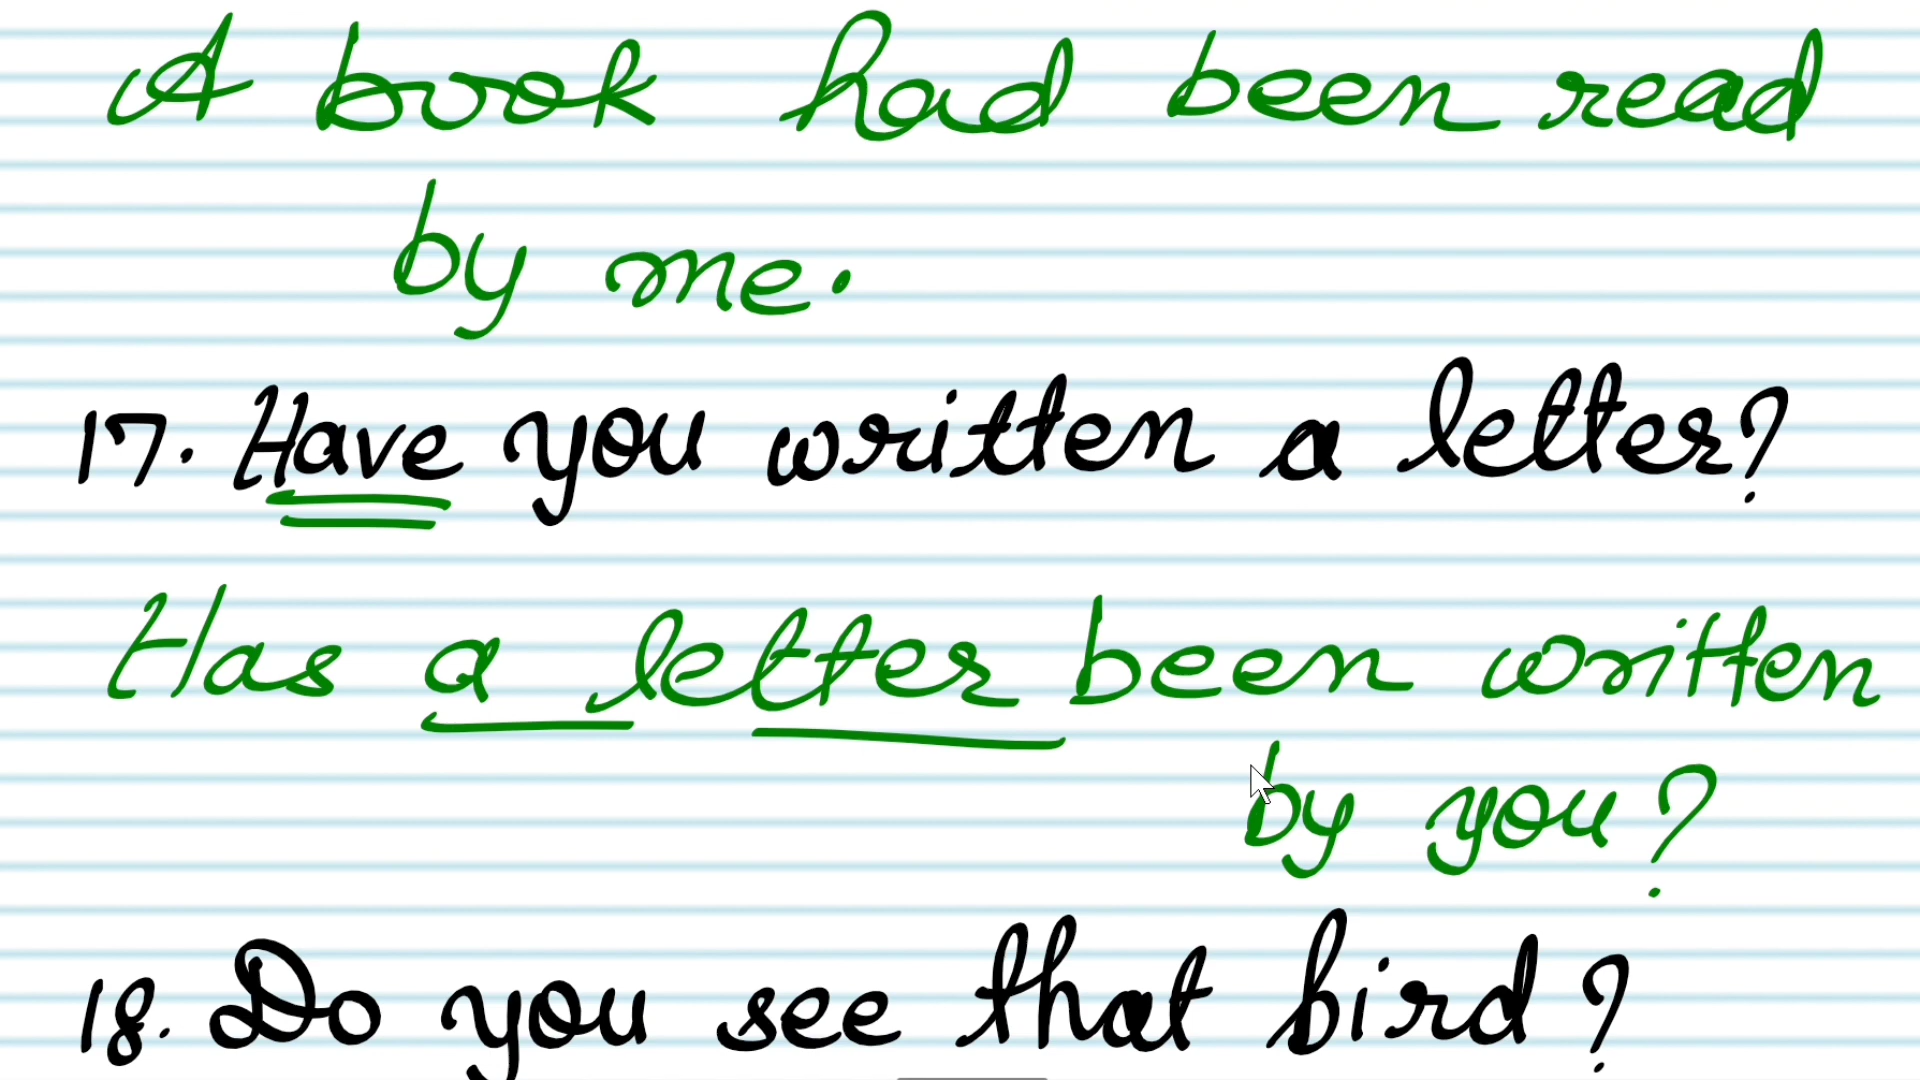 A book had been read
by me.
17. Have you written a letter?
Has a letter been written
by you?
18. Do you see that bird?